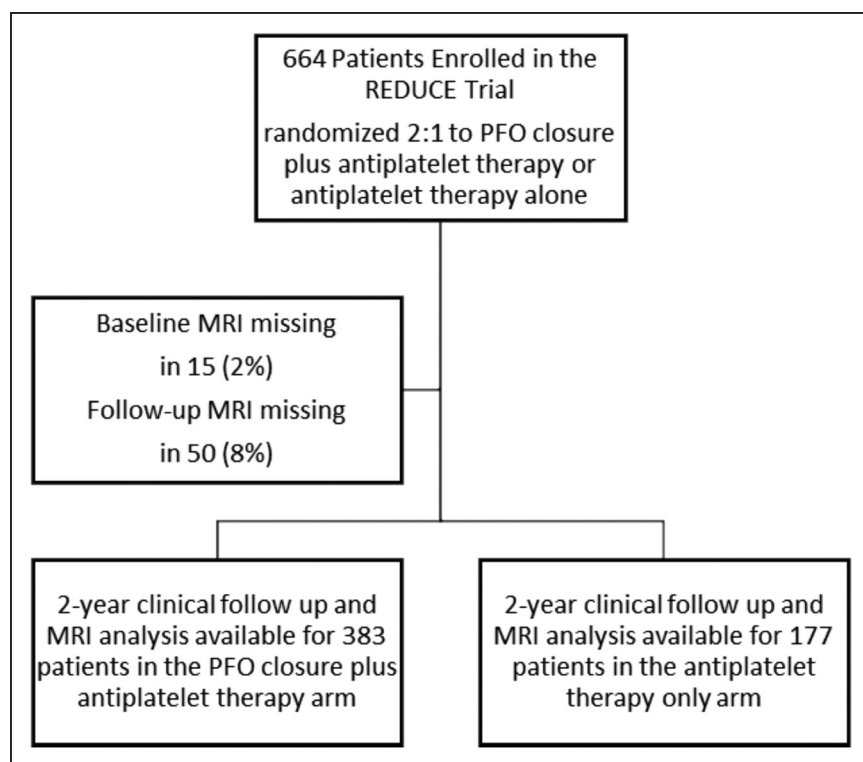 664 Patients Enrolled in the
REDUCE Trial
randomized 2:1 to PFO closure
plus antiplatelet therapy or
antiplatelet therapy alone
Baseline MRI missing
in 15 (2%)
Follow-up MRI missing
in 50 (8%)
2-year clinical follow up and
MRI analysis available for 383
patients in the PFO closure plus
antiplatelet therapy arm
2-year clinical follow up and
MRI analysis available for 177
patients in the antiplatelet
therapy only arm